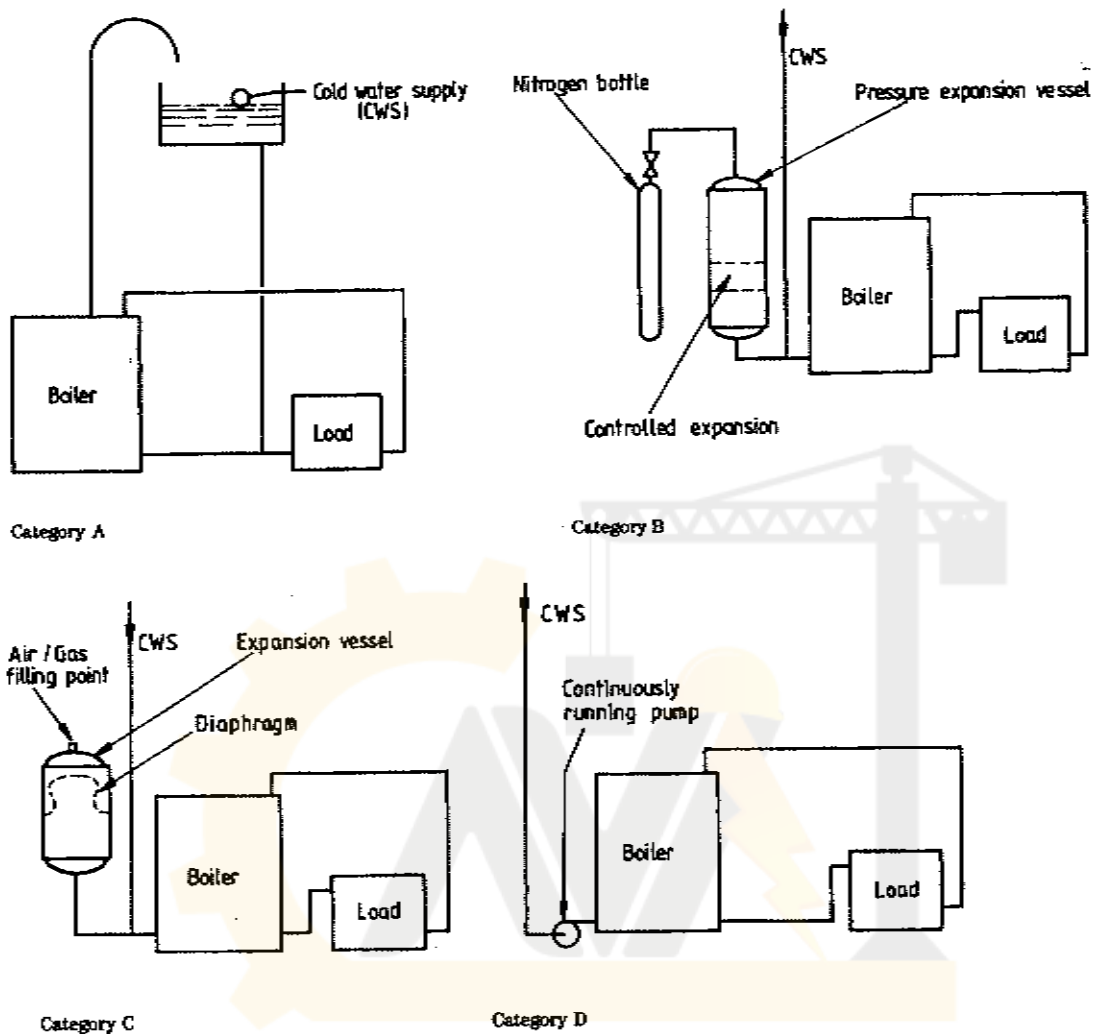 Cold water supply
(CWS)
Boiler
Load
Category A
CWS
Nitrogen bottle
Pressure expansion vessel
Boiler
Load
Controlled expansion
Category B
CWS
Expansion vessel
Air / Gas
filling point
Diaphragm
Boiler
Load
Category C
CWS
Continuously
running pump
Boiler
Load
Category D